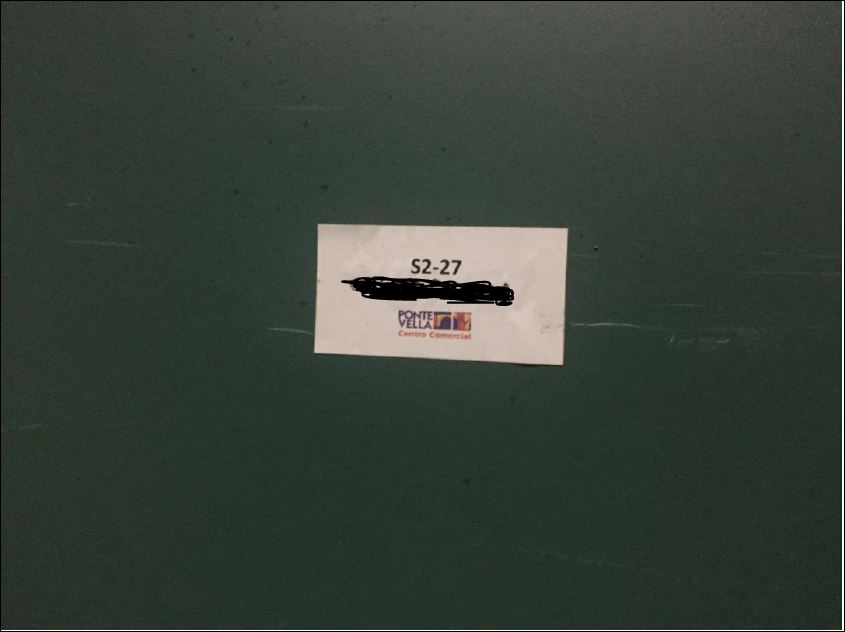 S2-27
PONTE
VELLA
Centro Comercial